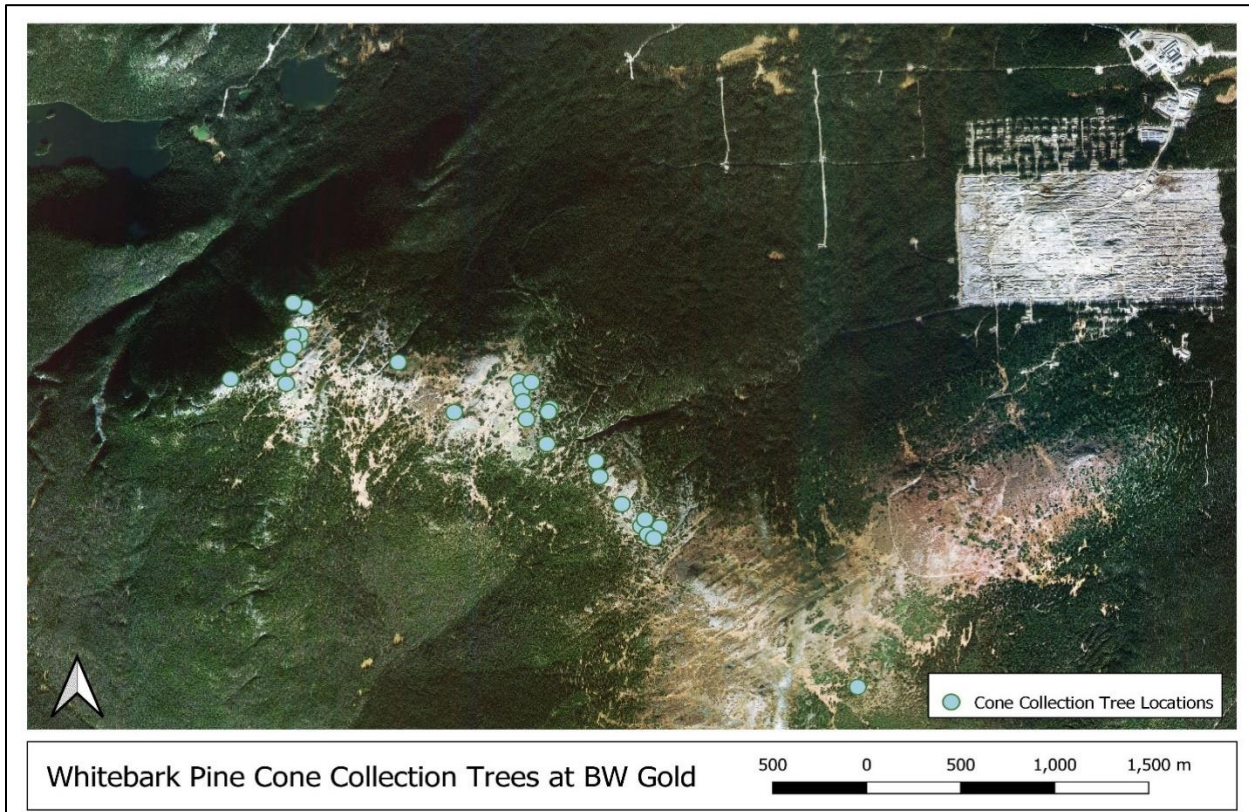 Cone Collection Tree Locations
Whitebark Pine Cone Collection Trees at BW Gold
500 0 500 1,000 1,500 m